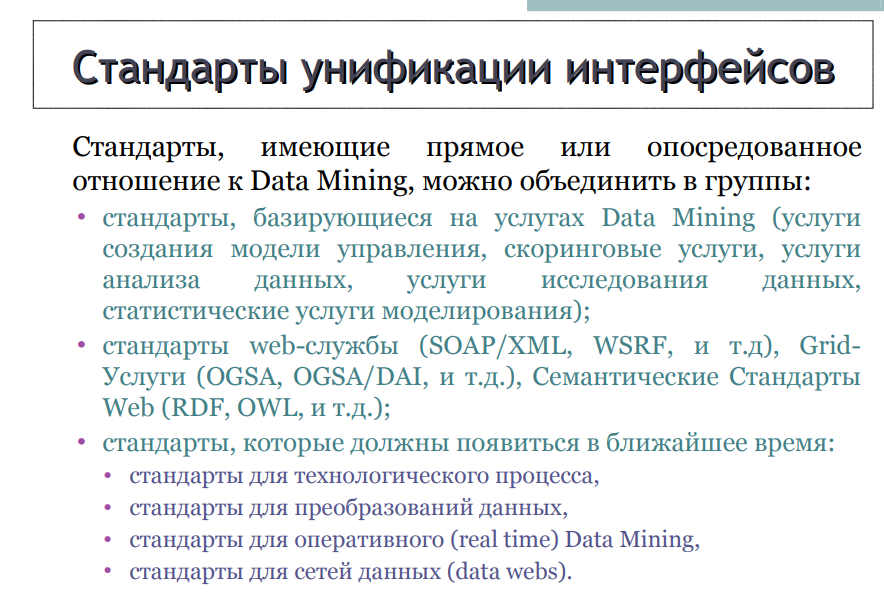 Стандарты унификации интерфейсов
Стандарты, имеющие прямое или опосредованное
отношение к Data Mining, можно объединить в группы:
• стандарты, базирующиеся на услугах Data Mining (услуги
создания модели управления, скоринговые услуги, услуги
анализа данных, услуги исследования данных,
статистические услуги моделирования);
• стандарты web-службы (SOAP/XML, WSRF, и т.д), Grid-
Услуги (OGSA, OGSA/DAI, и т.д.), Семантические Стандарты
Web (RDF, OWL, и т.д.);
• стандарты, которые должны появиться в ближайшее время:
• стандарты для технологического процесса,
• стандарты для преобразований данных,
• стандарты для оперативного (real time) Data Mining,
• стандарты для сетей данных (data webs).